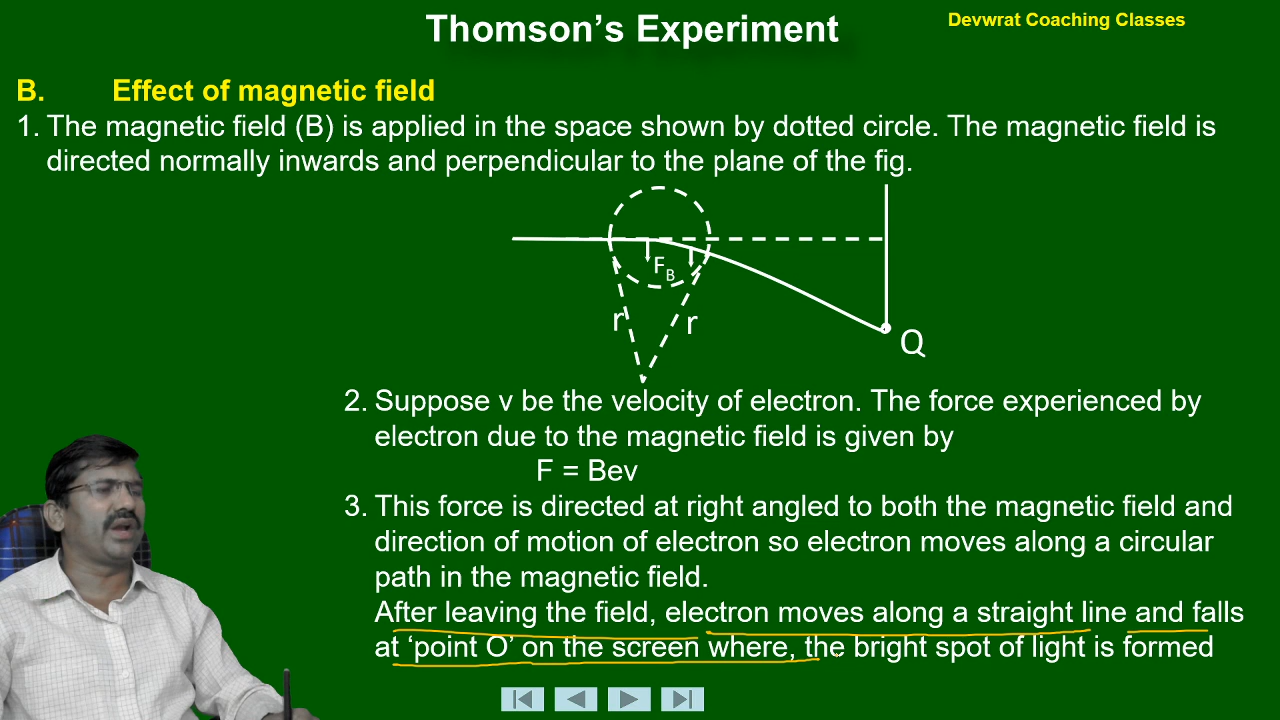 Thomson's Experiment
Devwrat Coaching Classes
B. Effect of magnetic field
1. The magnetic field (B) is applied in the space shown by dotted circle. The magnetic field is
directed normally inwards and perpendicular to the plane of the fig.
F_B
r
r
Q
2. Suppose v be the velocity of electron. The force experienced by
electron due to the magnetic field is given by
F = Bev
3. This force is directed at right angled to both the magnetic field and
direction of motion of electron so electron moves along a circular
path in the magnetic field.
After leaving the field, electron moves along a straight line and falls
at ‘point O’ on the screen where, the bright spot of light is formed